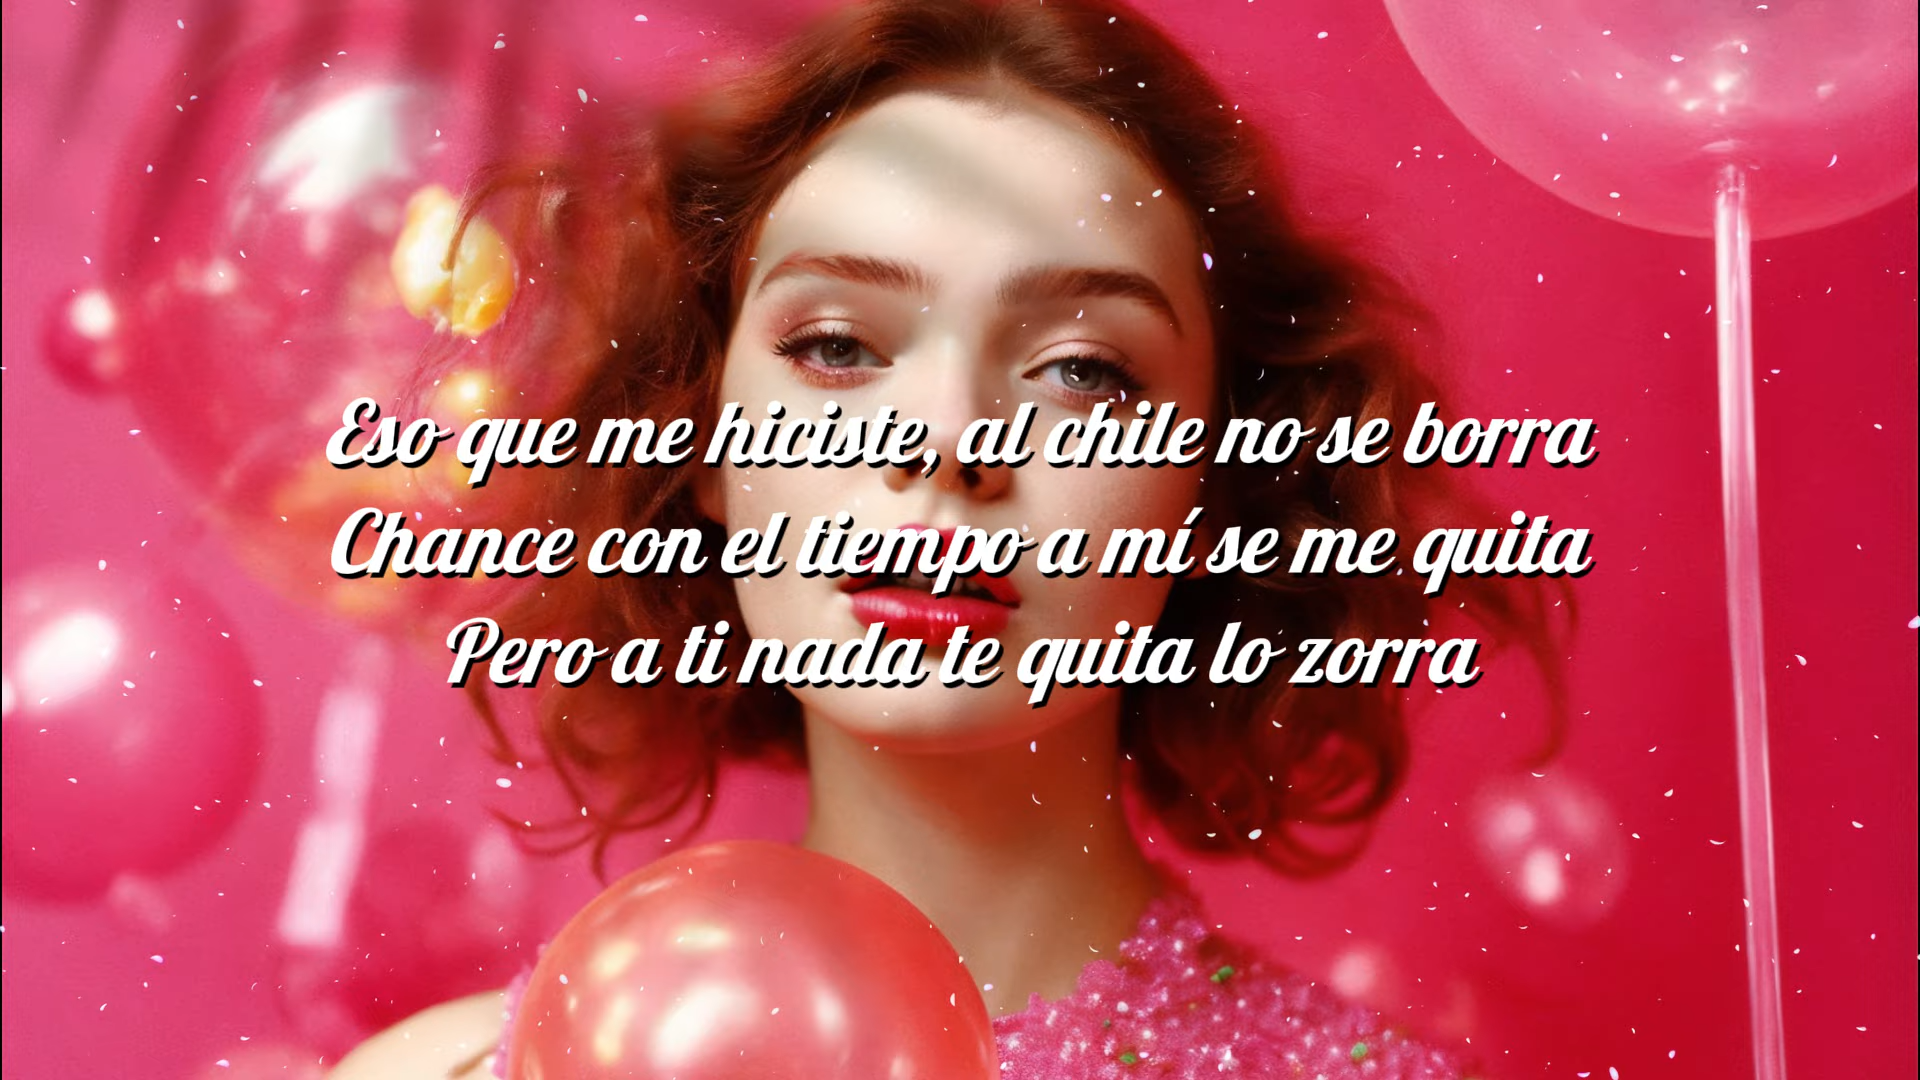 Eso que me hiciste, al chile no se borra
Chance con el tiempo a mí se me quita
Pero a ti nada te quita lo zorra